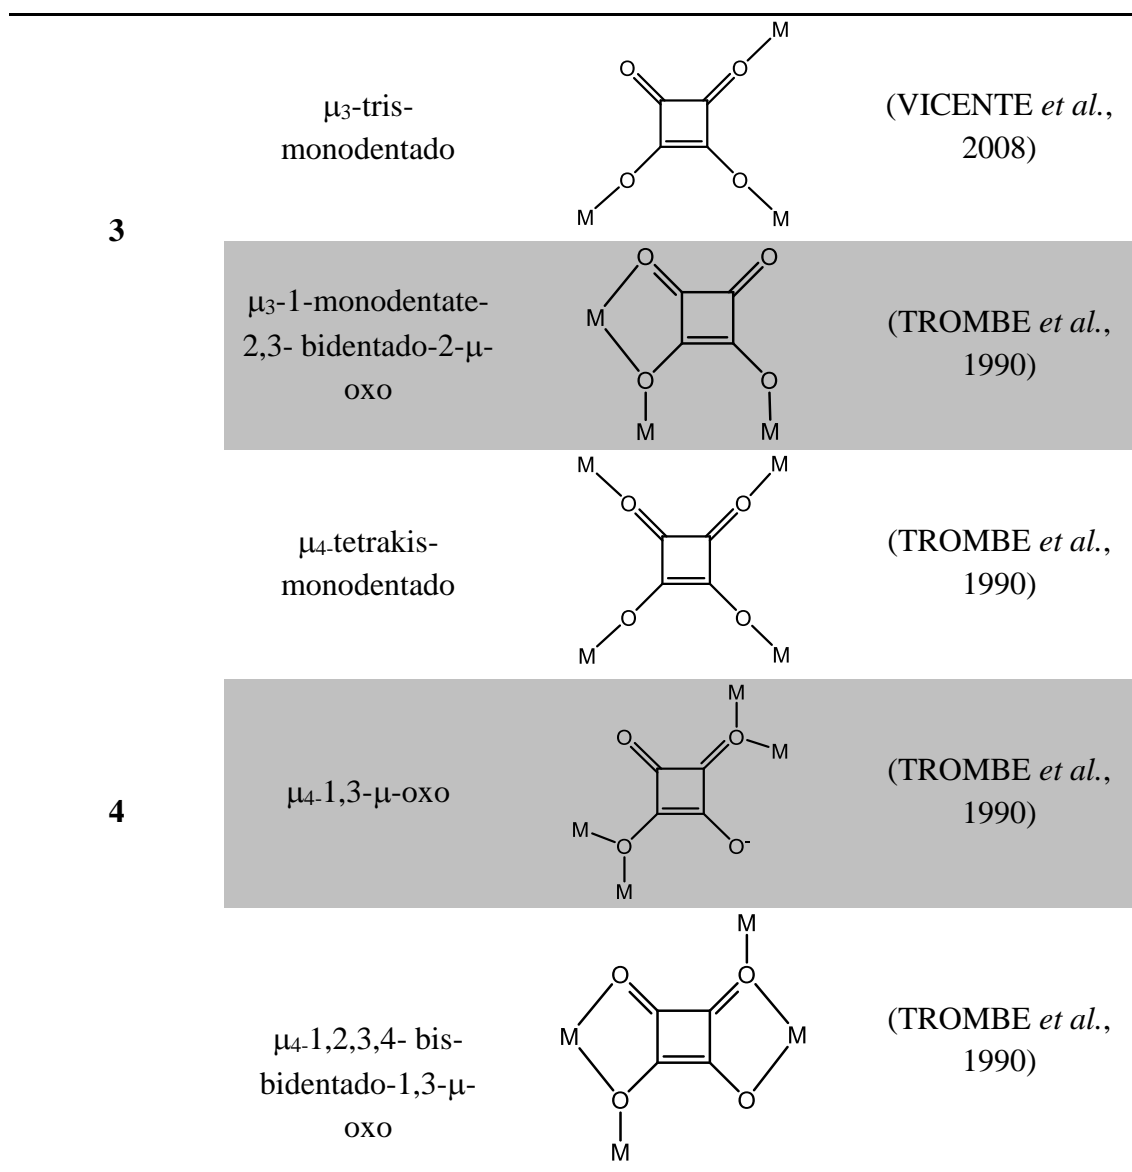 M
O
O
μ3-tris-
monodentado
(VICENTE et al.,
2008)
O
O
M
M
3
O
O
μ3-1-monodentate-
2,3- bidentado-2-μ-
oxo
M
(TROMBE et al.,
1990)
O
O
M
M
M
M
O
O
μ4-tetrakis-
monodentado
(TROMBE et al.,
1990)
O
O
M
M
M
O
O
M
4
μ4-1,3-μ-oxo
(TROMBE et al.,
1990)
M
O
O-
M
M
O
O
μ4-1,2,3,4- bis-
bidentado-1,3-μ-
oxo
M
M
(TROMBE et al.,
1990)
O
O
M